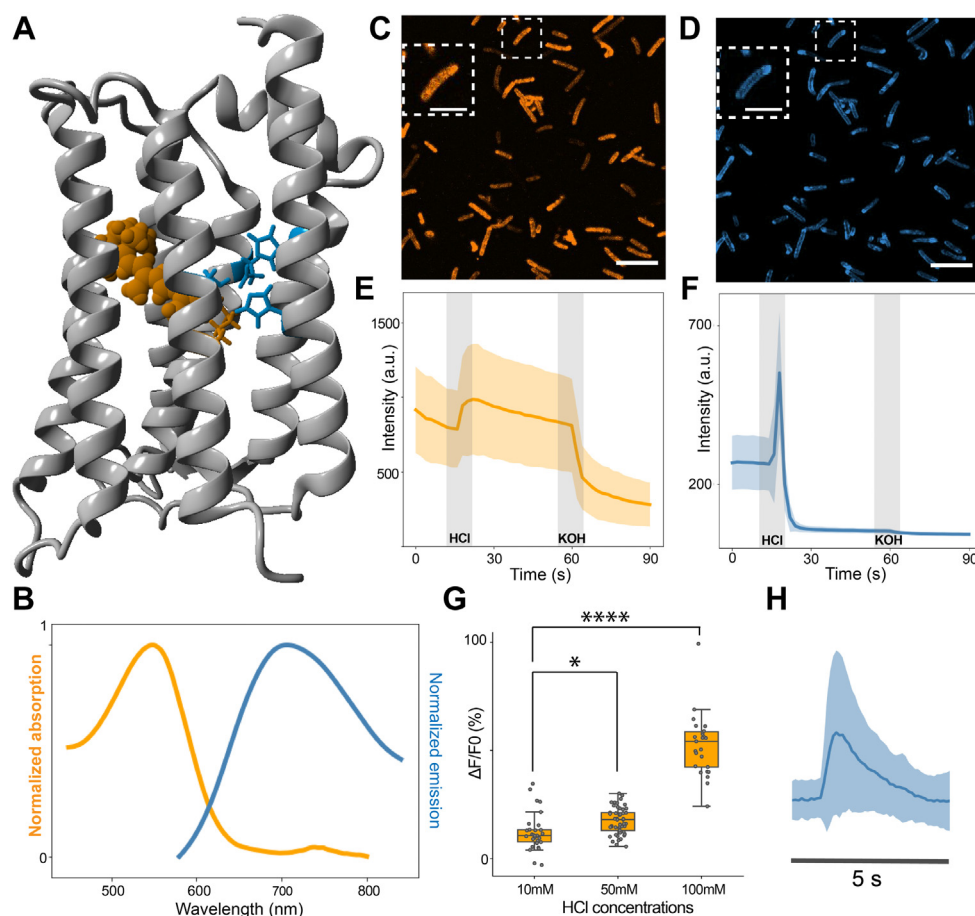 A
B
1
0
Normalized absorption
Normalized emission
500
600
700
800
Wavelength (nm)
C
D
E
1500
500
Intensity (a.u.)
HCl
KOH
0
30
60
90
Time (s)
F
700
200
Intensity (a.u.)
HCl
KOH
0
30
60
90
Time (s)
G
****
*
100
0
ΔF/F0 (%)
10mM
50mM
100mM
HCl concentrations
H
5 s